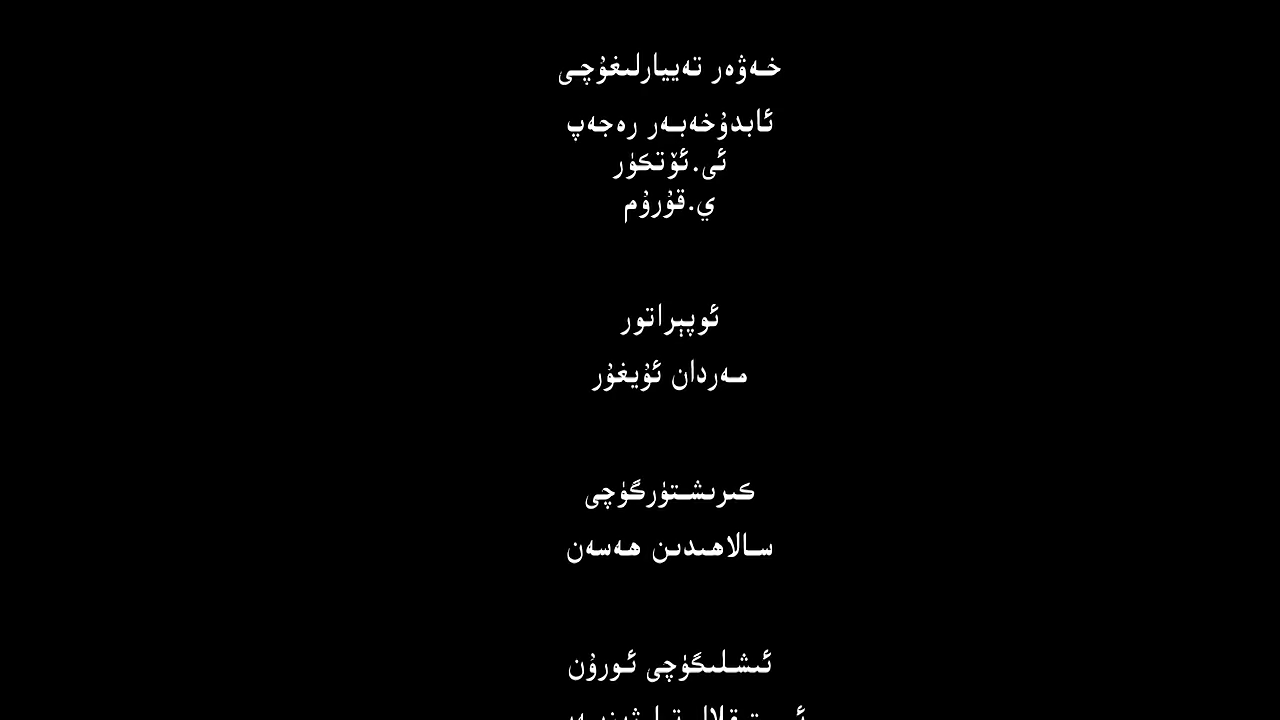 خەۋەر تەييارلىغۇچى
ئابدۇخەبەر رەجەپ
ئى.ئۆتكۈر
ي.قۇرۇم
ئوپېراتور
مەردان ئۇيغۇر
كىرىشتۈرگۈچى
سالاھىدىن ھەسەن
ئىشلىگۈچى ئورۇن